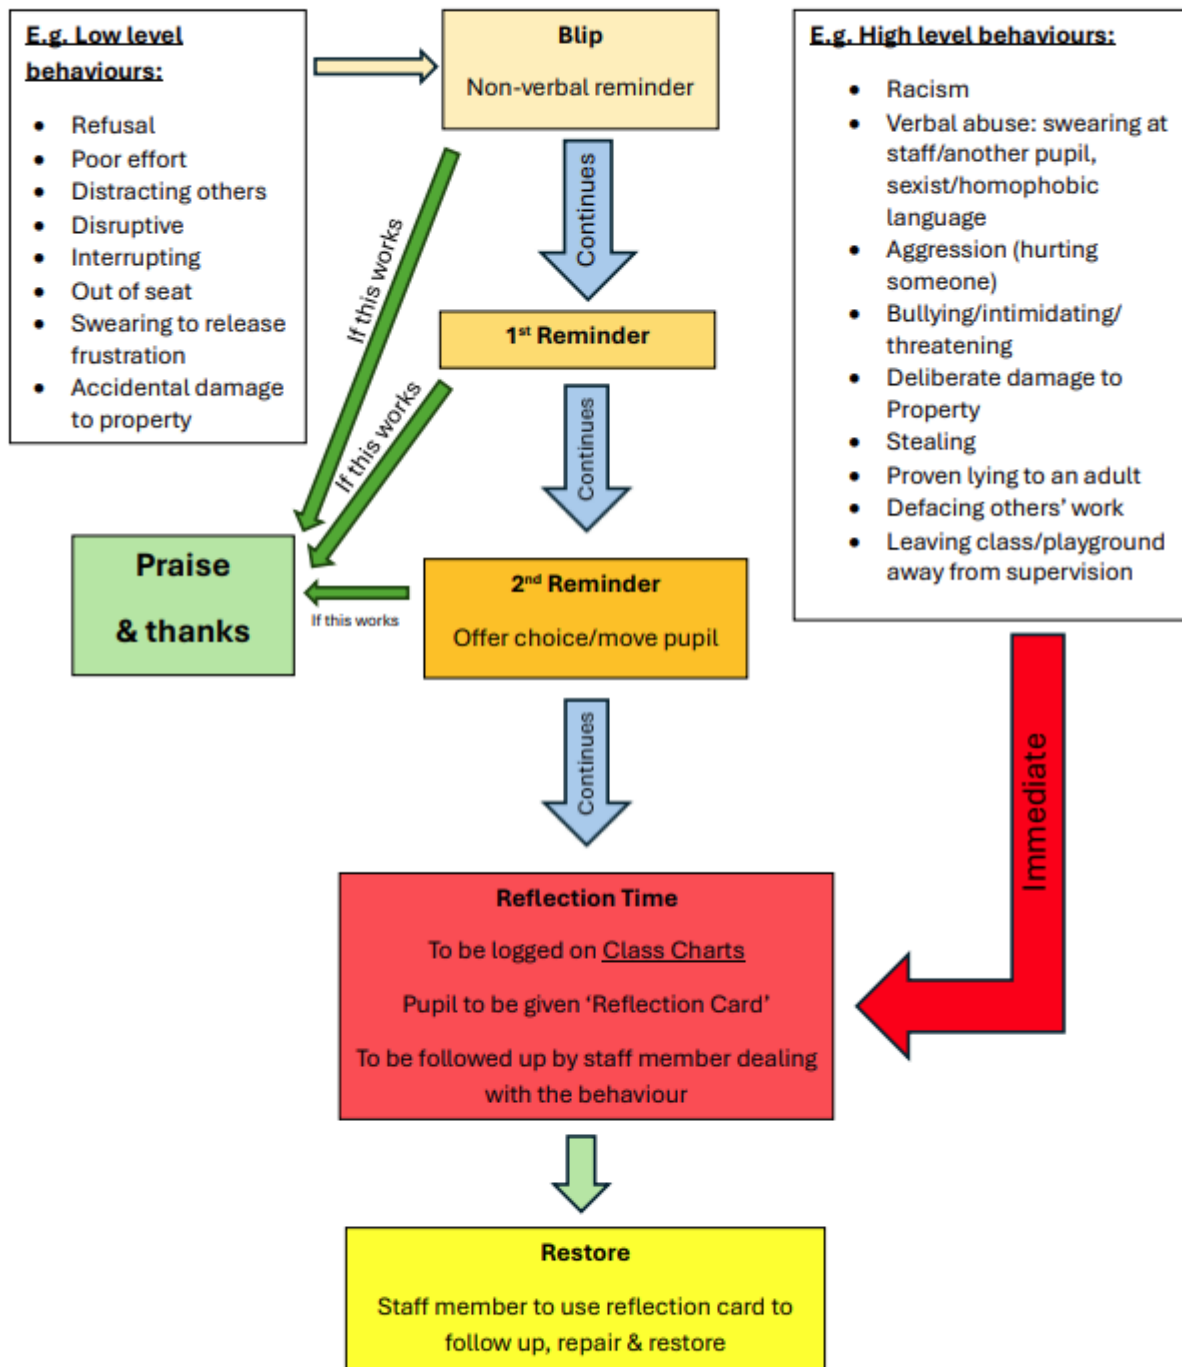 E.g. Low level
behaviours:
• Refusal
• Poor effort
• Distracting others
• Disruptive
• Interrupting
• Out of seat
• Swearing to release
frustration
• Accidental damage
to property
Blip
Non-verbal reminder
E.g. High level behaviours:
• Racism
• Verbal abuse: swearing at
staff/another pupil,
sexist/homophobic
language
• Aggression (hurting
someone)
• Bullying/intimidating/
threatening
• Deliberate damage to
Property
• Stealing
• Proven lying to an adult
• Defacing others’ work
• Leaving class/playground
away from supervision
Continues
If this works
1st Reminder
Continues
If this works
Praise
& thanks
If this works
2nd Reminder
Offer choice/move pupil
Continues
Immediate
Reflection Time
To be logged on Class Charts
Pupil to be given ‘Reflection Card’
To be followed up by staff member dealing
with the behaviour
Restore
Staff member to use reflection card to
follow up, repair & restore